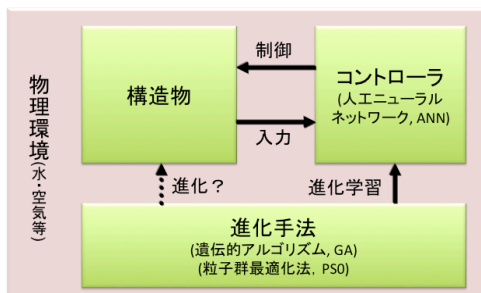 物理環境(水・空気等)
構造物
制御
入力
コントローラ
(人工ニューラル
ネットワーク, ANN)
進化？
進化学習
進化手法
(遺伝的アルゴリズム, GA)
(粒子群最適化法, PSO)